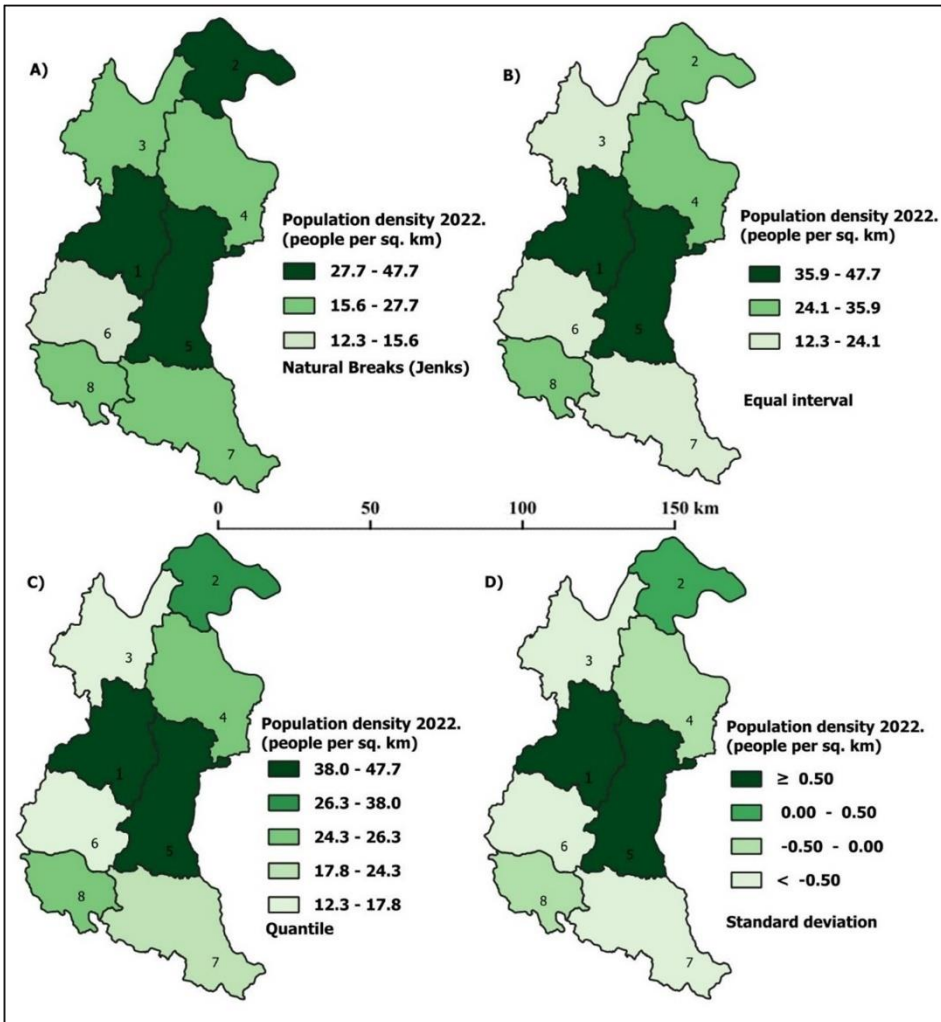 A)
2
3
4
1
5
6
8
7
Population density 2022.
(people per sq. km)
27.7 - 47.7
15.6 - 27.7
12.3 - 15.6
Natural Breaks (Jenks)
B)
2
3
4
1
5
6
8
7
Population density 2022.
(people per sq. km)
35.9 - 47.7
24.1 - 35.9
12.3 - 24.1
Equal interval
0 50 100 150 km
C)
2
3
4
1
5
6
8
7
Population density 2022.
(people per sq. km)
38.0 - 47.7
26.3 - 38.0
24.3 - 26.3
17.8 - 24.3
12.3 - 17.8
Quantile
D)
2
3
4
1
5
6
8
7
Population density 2022.
(people per sq. km)
≥ 0.50
0.00 - 0.50
-0.50 - 0.00
< -0.50
Standard deviation